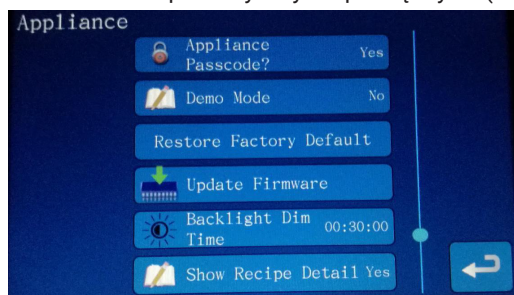 Appliance
Appliance
Passcode?
Yes
Demo Mode
No
Restore Factory Default
Update Firmware
Backlight Dim
Time
00:30:00
Show Recipe Detail Yes